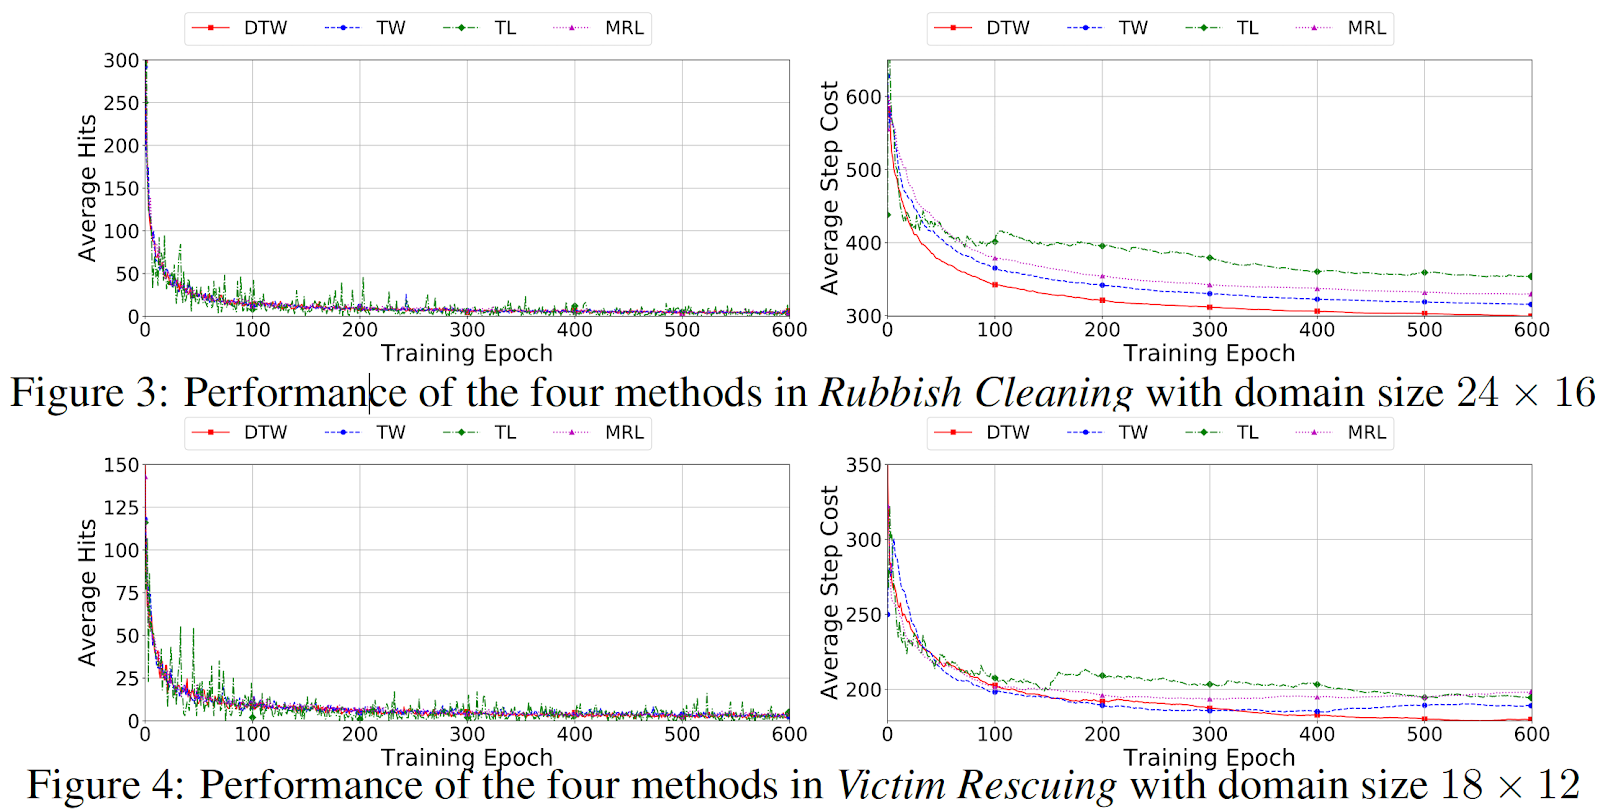 DTW TW TL MRL
DTW TW TL MRL
300
250
200
150
100
50
0
Average Hits
0 100 200 300 400 500 600
Training Epoch
600
500
400
300
Average Step Cost
0 100 200 300 400 500 600
Training Epoch
Figure 3: Performance of the four methods in Rubbish Cleaning with domain size 24 × 16
DTW TW TL MRL
DTW TW TL MRL
150
125
100
75
50
25
0
Average Hits
0 100 200 300 400 500 600
Training Epoch
350
300
250
200
Average Step Cost
0 100 200 300 400 500 600
Training Epoch
Figure 4: Performance of the four methods in Victim Rescuing with domain size 18 × 12